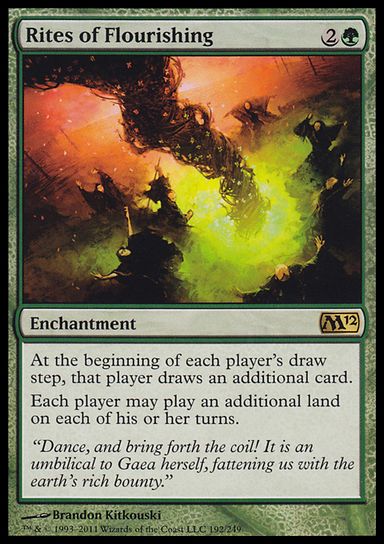 Rites of Flourishing 2
Enchantment M12
At the beginning of each player's draw
step, that player draws an additional card.
Each player may play an additional land
on each of his or her turns.
"Dance, and bring forth the coil! It is an
umbilical to Gaea herself, fattening us with the
earth's rich bounty."
Brandon Kitkouski
™ & © 1993–2011 Wizards of the Coast LLC 192/249